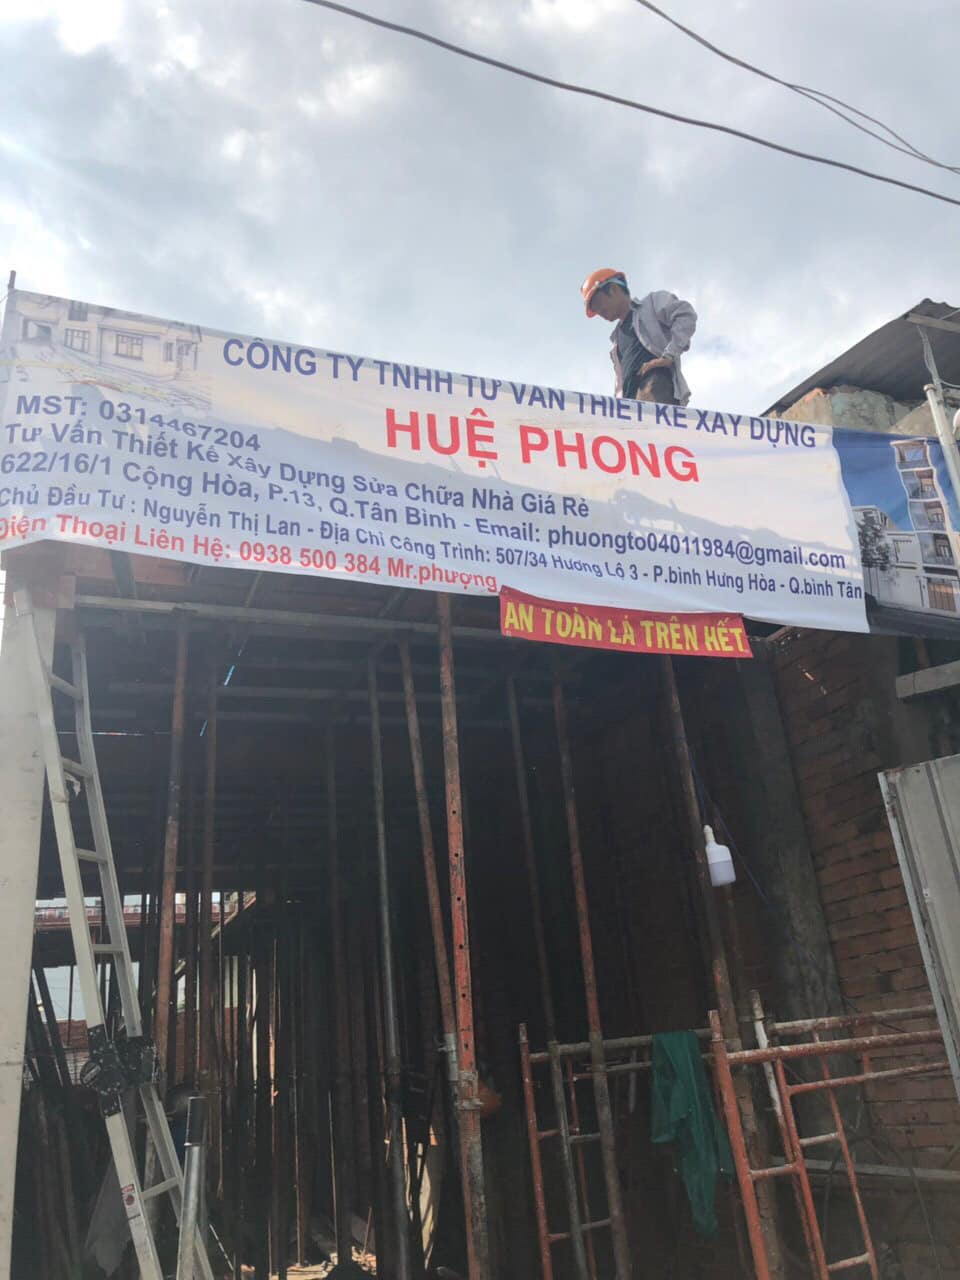 CÔNG TY TNHH TƯ VẤN THIẾT KẾ XÂY DỰNG
HUỆ PHONG
MST: 0314467204
Tư Vấn Thiết Kế Xây Dựng Sửa Chữa Nhà Giá Rẻ
622/16/1 Cộng Hòa, P.13, Q.Tân Bình - Email: phuongto04011984@gmail.com
Chủ Đầu Tư : Nguyễn Thị Lan - Địa Chỉ Công Trình: 507/34 Hương Lộ 3 - P.bình Hưng Hòa - Q.bình Tân
Điện Thoại Liên Hệ: 0938 500 384 Mr.phượng
AN TOÀN LÀ TRÊN HẾT